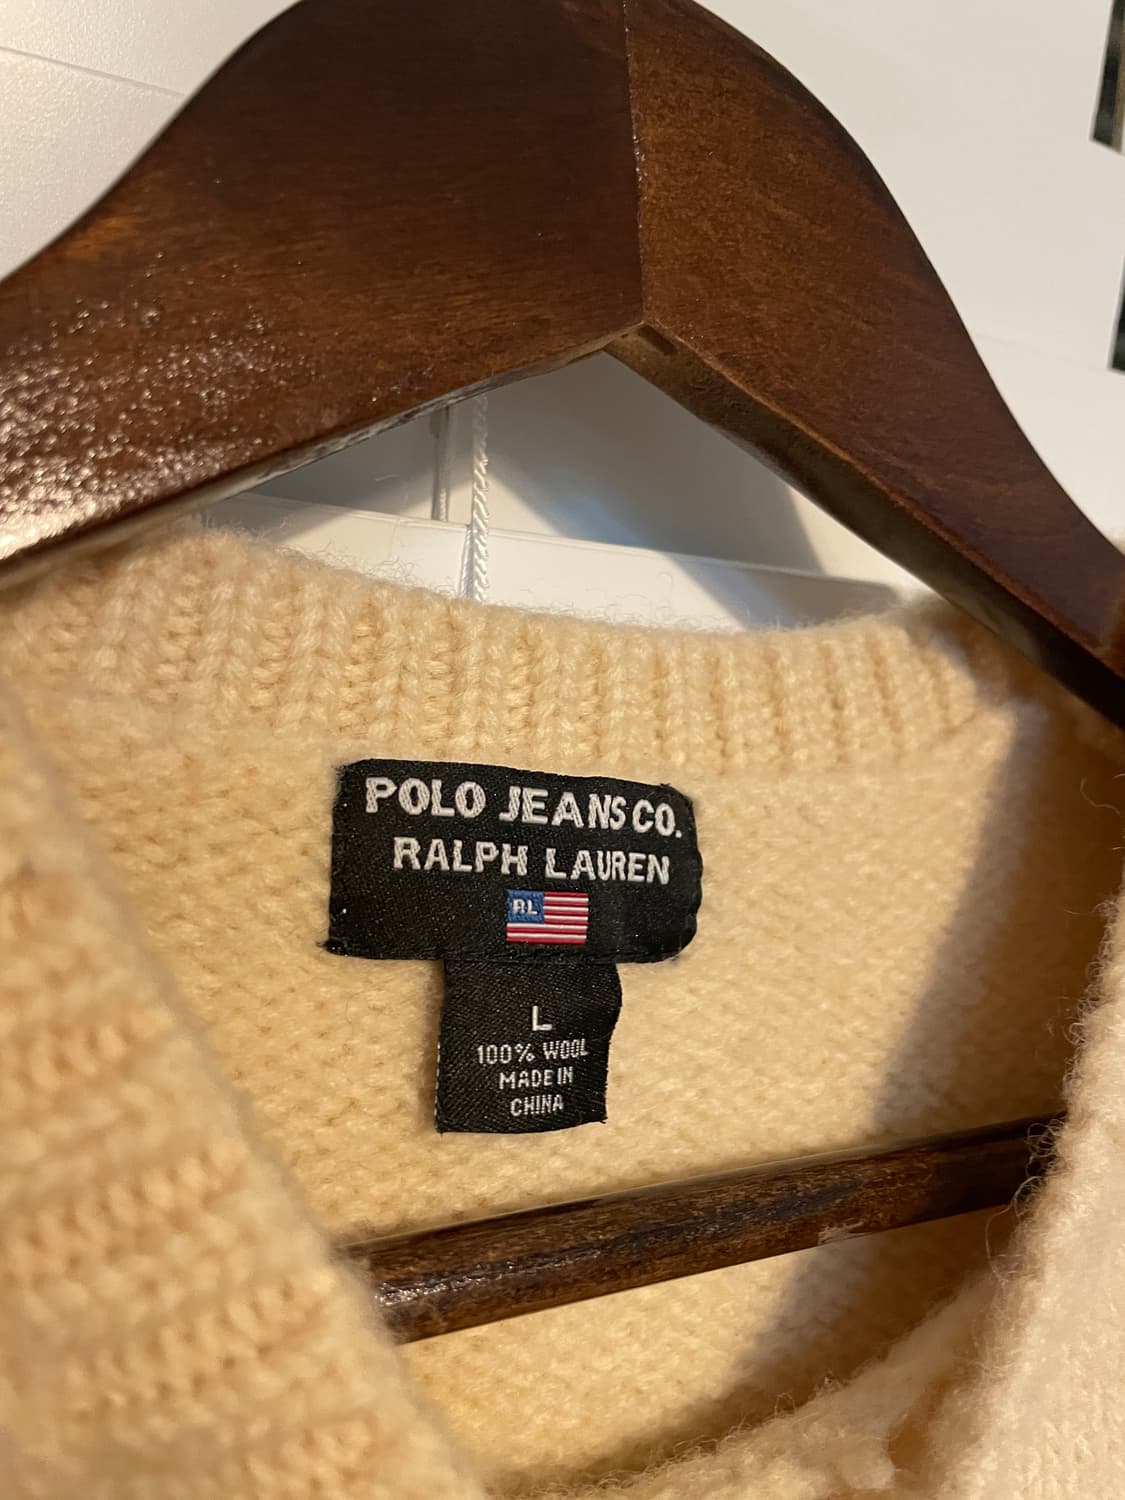 POLO JEANS CO.
RALPH LAUREN
RL
L
100% WOOL
MADE IN
CHINA